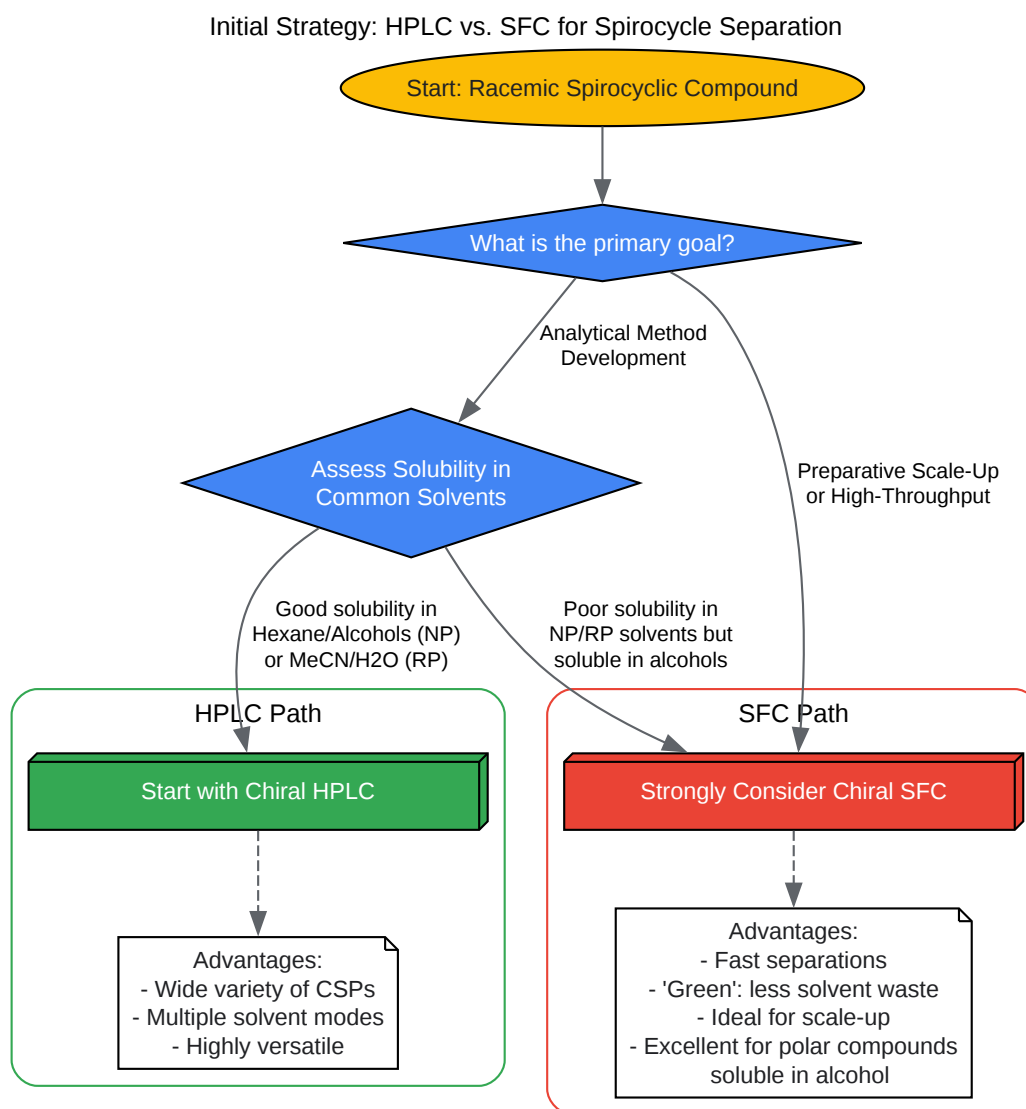 Initial Strategy: HPLC vs. SFC for Spirocycle Separation
Start: Racemic Spirocyclic Compound
What is the primary goal?
Analytical Method
Development
Assess Solubility in
Common Solvents
Preparative Scale-Up
or High-Throughput
Good solubility in
Hexane/Alcohols (NP)
or MeCN/H2O (RP)
Poor solubility in
NP/RP solvents but
soluble in alcohols
HPLC Path
Start with Chiral HPLC
Advantages:
- Wide variety of CSPs
- Multiple solvent modes
- Highly versatile
SFC Path
Strongly Consider Chiral SFC
Advantages:
- Fast separations
- 'Green': less solvent waste
- Ideal for scale-up
- Excellent for polar compounds
soluble in alcohol